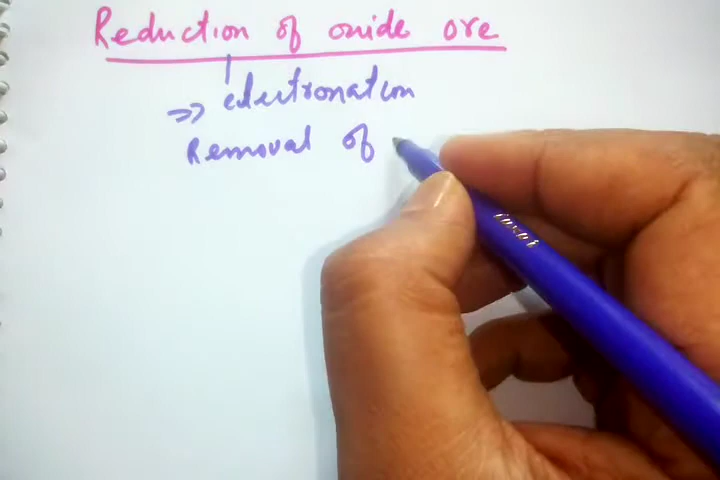 Reduction of oxide ore
=> electronation
Removal of